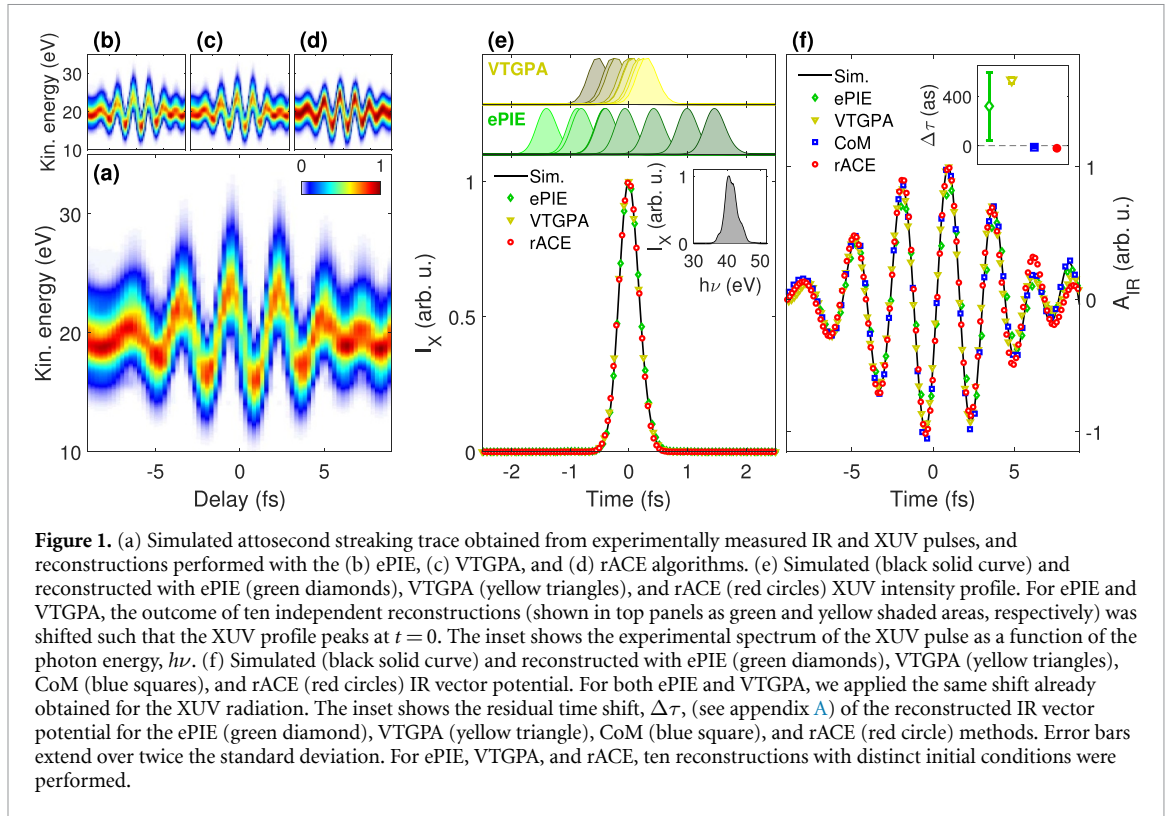 (b)
(c)
(d)
Kin. energy (eV)
30
20
10
(a)
0 1
Kinetic energy (eV)
30
20
10
-5 0 5
Delay (fs)
(e)
VTGPA
ePIE
Sim.
ePIE
VTGPA
rACE
I_X (arb. u.)
1
0
30 40 50
hν (eV)
I_X (arb. u.)
1
0.5
0
-2 -1 0 1 2
Time (fs)
(f)
Sim.
ePIE
VTGPA
CoM
rACE
Δτ (as)
400
0
A_IR (arb. u.)
1
0
-1
-5 0 5
Time (fs)
Figure 1. (a) Simulated attosecond streaking trace obtained from experimentally measured IR and XUV pulses, and
reconstructions performed with the (b) ePIE, (c) VTGPA, and (d) rACE algorithms. (e) Simulated (black solid curve) and
reconstructed with ePIE (green diamonds), VTGPA (yellow triangles), and rACE (red circles) XUV intensity profile. For ePIE and
VTGPA, the outcome of ten independent reconstructions (shown in top panels as green and yellow shaded areas, respectively) was
shifted such that the XUV profile peaks at t = 0. The inset shows the experimental spectrum of the XUV pulse as a function of the
photon energy, hν. (f) Simulated (black solid curve) and reconstructed with ePIE (green diamonds), VTGPA (yellow triangles),
CoM (blue squares), and rACE (red circles) IR vector potential. For both ePIE and VTGPA, we applied the same shift already
obtained for the XUV radiation. The inset shows the residual time shift, Δτ, (see appendix A) of the reconstructed IR vector
potential for the ePIE (green diamond), VTGPA (yellow triangle), CoM (blue square), and rACE (red circle) methods. Error bars
extend over twice the standard deviation. For ePIE, VTGPA, and rACE, ten reconstructions with distinct initial conditions were
performed.